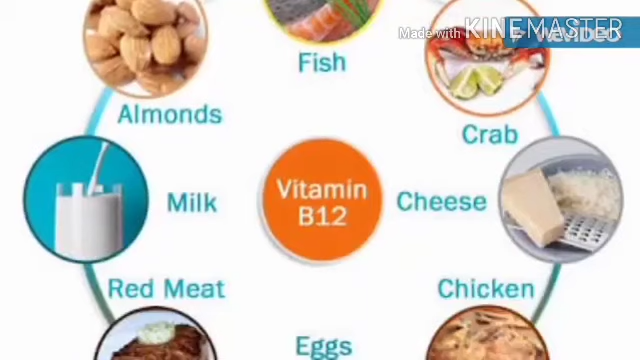 Made with KINEMASTER
Fish
Almonds
Crab
Vitamin
B12
Milk
Cheese
Red Meat
Chicken
Eggs